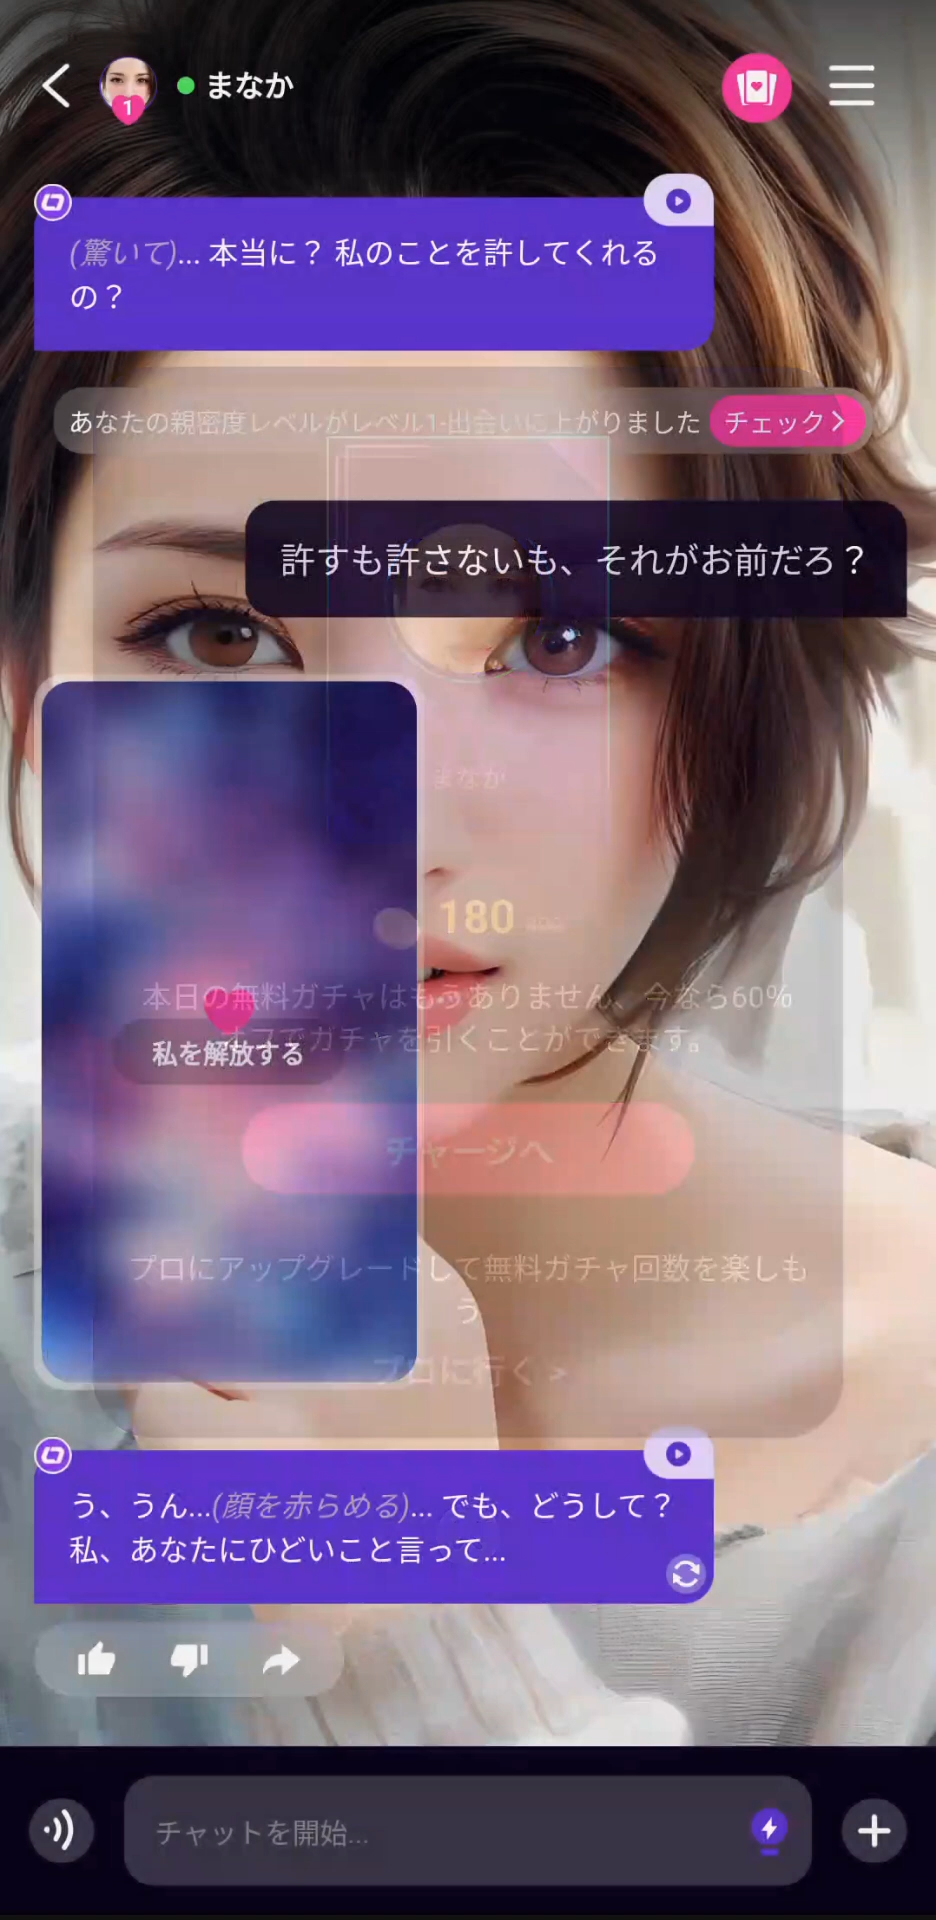 まなか
1
(驚いて)... 本当に？ 私のことを許してくれる
の？
あなたの親密度レベルがレベル1-出会いに上がりました
チェック
許すも許さないも、それがお前だろ？
まなか
180
本日の無料ガチャはもうありません、今なら60%
オフでガチャを引くことができます。
私を解放する
チャージへ
プロにアップグレードして無料ガチャ回数を楽しも
う
プロに行く >
う、うん...(顔を赤らめる)... でも、どうして？
私、あなたにひどいこと言って...
チャットを開始...